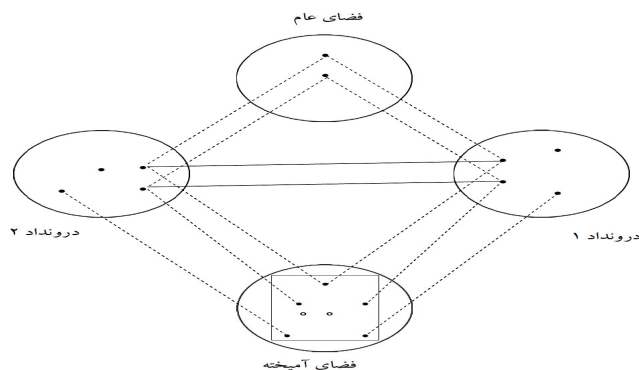 فضای عام
درونداد ۱
درونداد ۲
فضای آمیخته